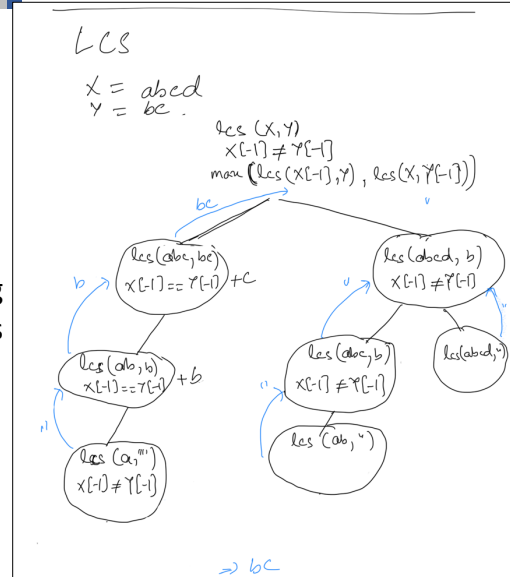 LCS
X = abcd
Y = bc.
lcs (X,Y)
X[-1] ≠ Y[-1]
max (lcs(X[-1],Y), lcs(X,Y[-1]))
bc
lcs(abc, bc)
X[-1] == Y[-1] +c
b
lcs(ab, b)
X[-1]==Y[-1] +b
"
lcs (a,"")
X[-1] ≠ Y[-1]
lcs(abcd, b)
X[-1] ≠ Y[-1]
"
"
lcs(abc, b)
X[-1] ≠ Y[-1]
lcs(abcd,")
"
lcs (ab, ")
⇒ bc